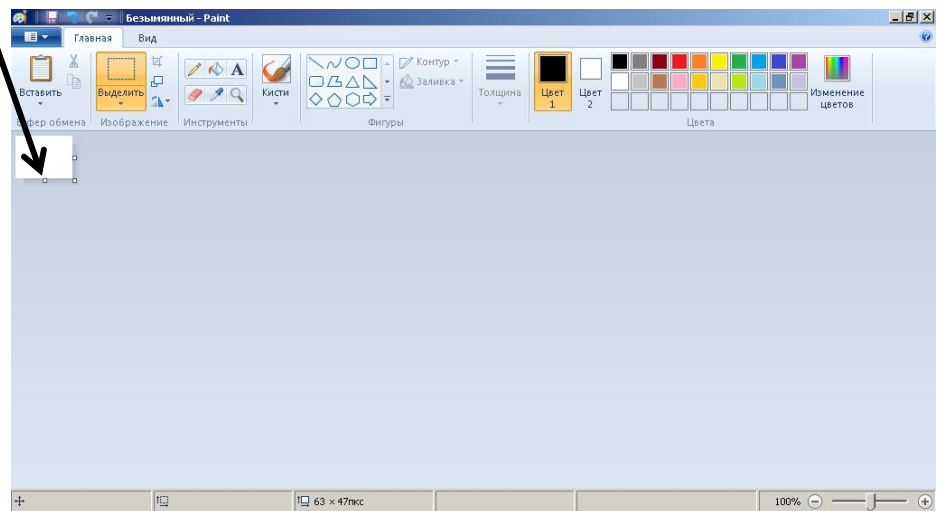 Безымянный - Paint
Главная Вид
Вставить
Выделить
A
Кисти
Контур
Заливка
Толщина
Цвет 1
Цвет 2
Изменение цветов
Буфер обмена Изображение Инструменты Фигуры Цвета
63 × 47пкс
100%